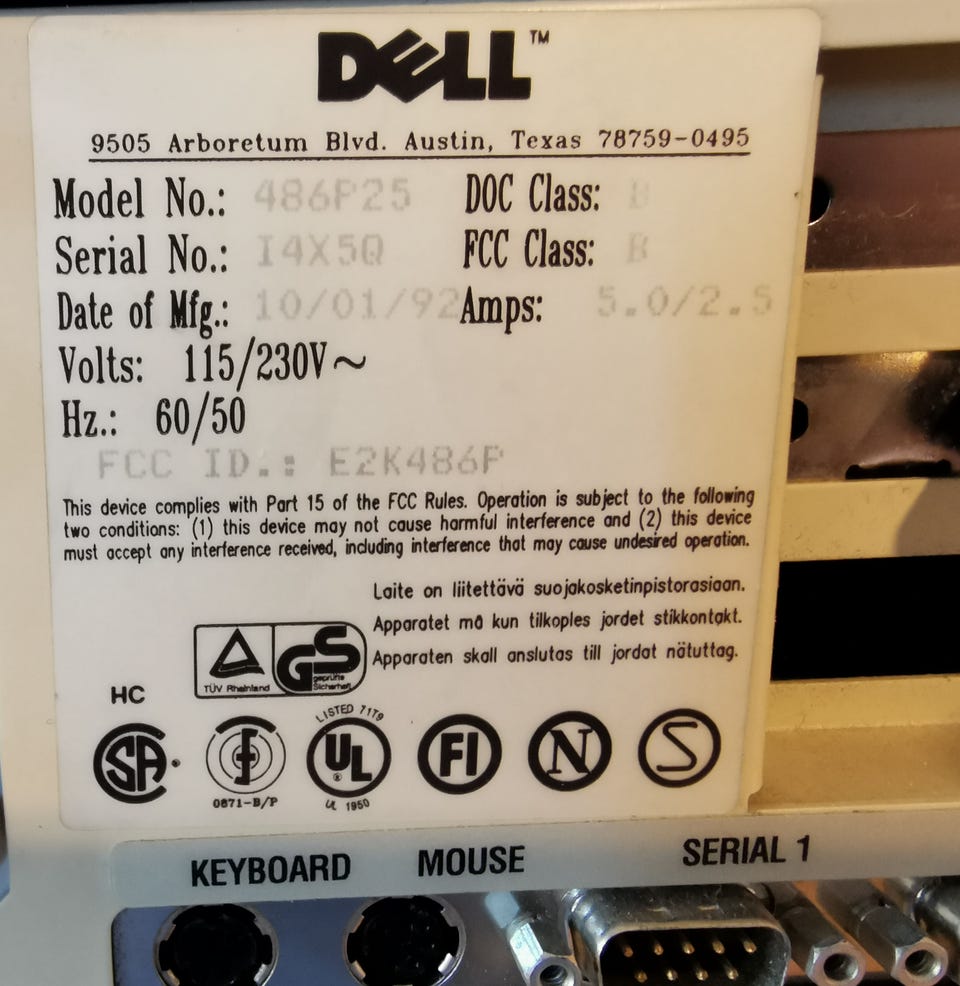 DELL™
9505 Arboretum Blvd. Austin, Texas 78759-0495
Model No.: 486P25 DOC Class: B
Serial No.: I4X5Q FCC Class: B
Date of Mfg.: 10/01/92 Amps: 5.0/2.5
Volts: 115/230V~
Hz.: 60/50
FCC ID.: E2K486P
This device complies with Part 15 of the FCC Rules. Operation is subject to the following
two conditions: (1) this device may not cause harmful interference and (2) this device
must accept any interference received, including interference that may cause undesired operation.
Laite on liitettävä suojakosketinpistorasiaan.
Apparatet må kun tilkoples jordet stikkontakt.
Apparaten skall anslutas till jordat nätuttag.
TÜV Rheinland
GS
geprüfte
Sicherheit
HC
SA
0871-B/P
LISTED 71T9
UL ®
UL 1950
FI
N
S
KEYBOARD MOUSE SERIAL 1